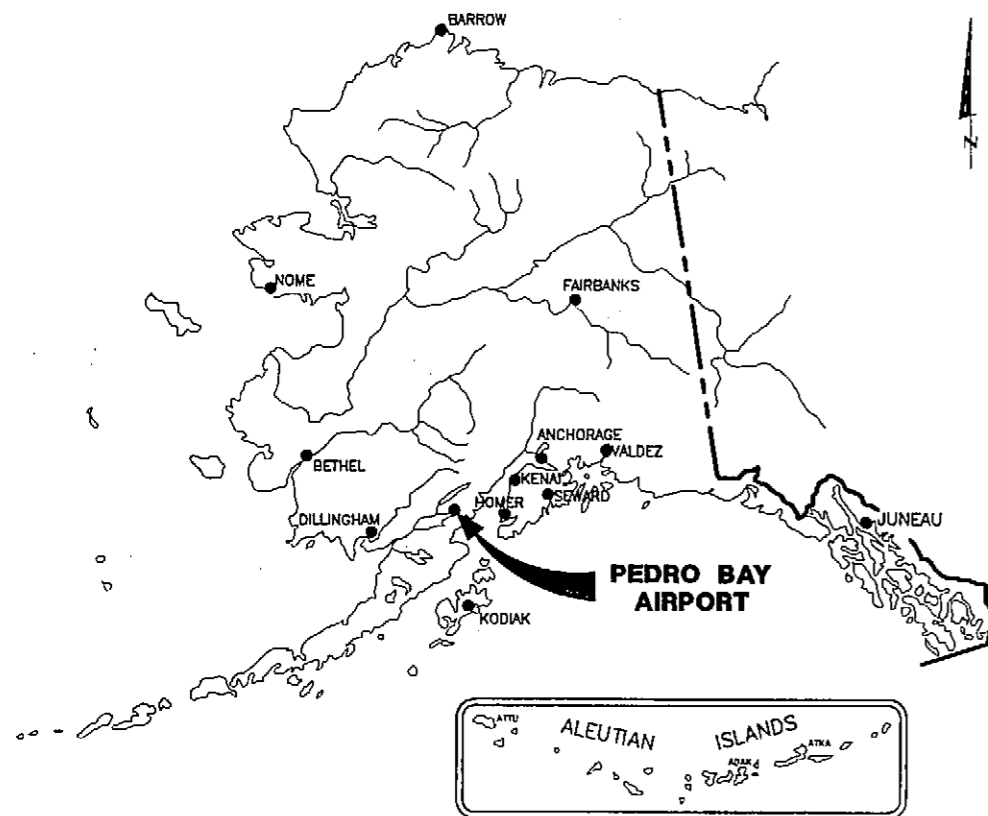 BARROW
N
NOME
FAIRBANKS
ANCHORAGE
VALDEZ
BETHEL
KENAI
SEWARD
HOMER
DILLINGHAM
JUNEAU
PEDRO BAY
AIRPORT
KODIAK
ATTU
ALEUTIAN
ISLANDS
ATKA
ADAK